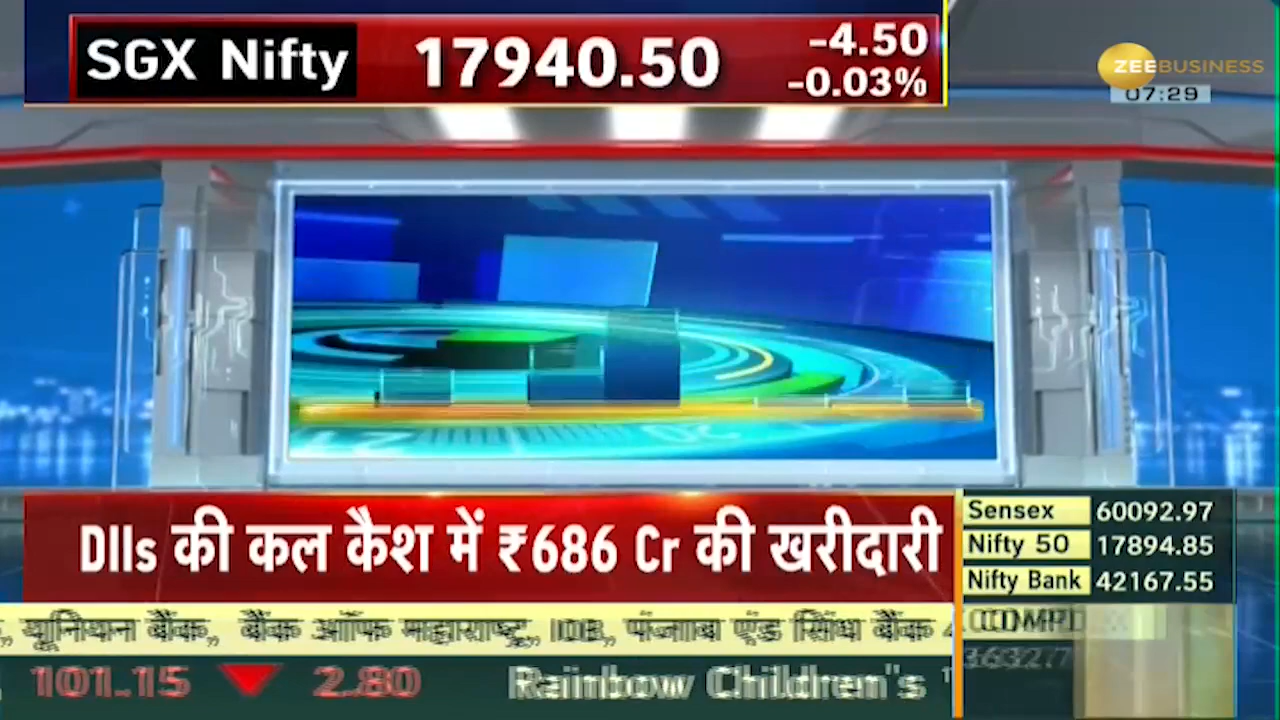 SGX Nifty 17940.50 -4.50
-0.03%
ZEEBUSINESS
07:29
DIIs की कल कैश में ₹686 Cr की खरीदारी
Sensex 60092.97
Nifty 50 17894.85
Nifty Bank 42167.55
यूनियन बैंक, बैंक ऑफ महाराष्ट्र, IOB, पंजाब एंड सिंध बैंक
101.15 2.80 Rainbow Children"s